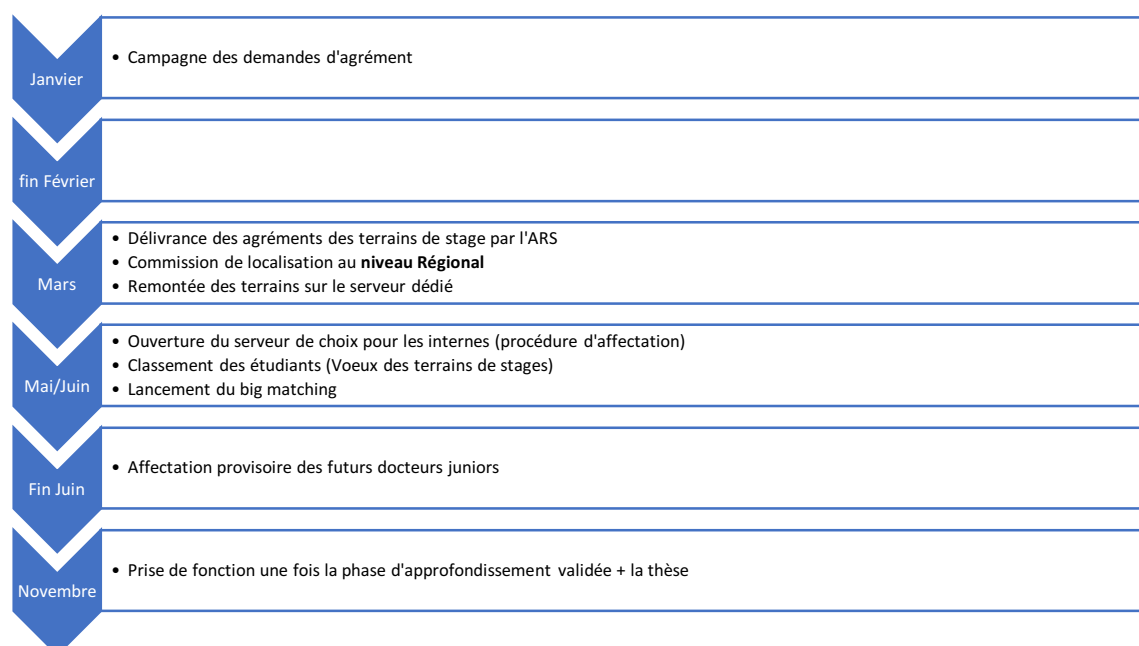 Janvier
• Campagne des demandes d'agrément
fin Février
Mars
• Délivrance des agréments des terrains de stage par l'ARS
• Commission de localisation au niveau Régional
• Remontée des terrains sur le serveur dédié
Mai/Juin
• Ouverture du serveur de choix pour les internes (procédure d'affectation)
• Classement des étudiants (Voeux des terrains de stages)
• Lancement du big matching
Fin Juin
• Affectation provisoire des futurs docteurs juniors
Novembre
• Prise de fonction une fois la phase d'approfondissement validée + la thèse